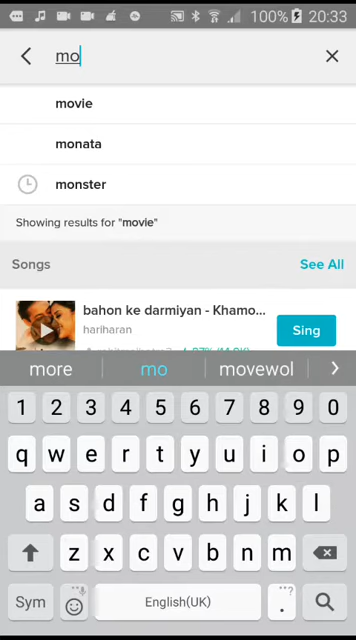 100% 20:33
mo
movie
monata
monster
Showing results for "movie"
Songs See All
bahon ke darmiyan - Khamo...
hariharan
Sing
more mo movewol
1 2 3 4 5 6 7 8 9 0
q w e r t y u i o p
a s d f g h j k l
z x c v b n m
Sym English(UK) .